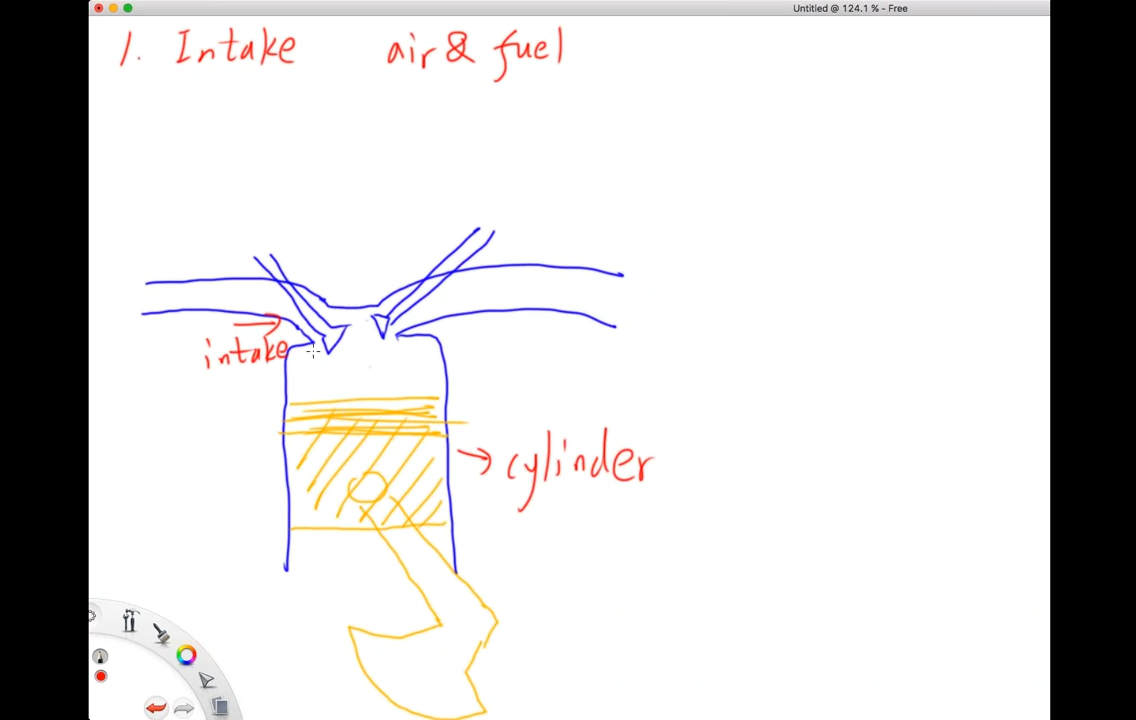 Untitled @ 124.1 % - Free
1. Intake air & fuel
intake
→ cylinder